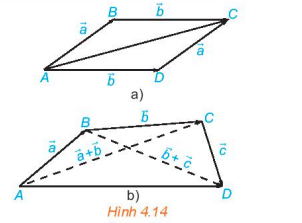 B b⃗ C
a⃗ a⃗
A b⃗ D
a)
B b⃗ C
a⃗ a⃗+b⃗ b⃗+c⃗ c⃗
A b) D
Hình 4.14